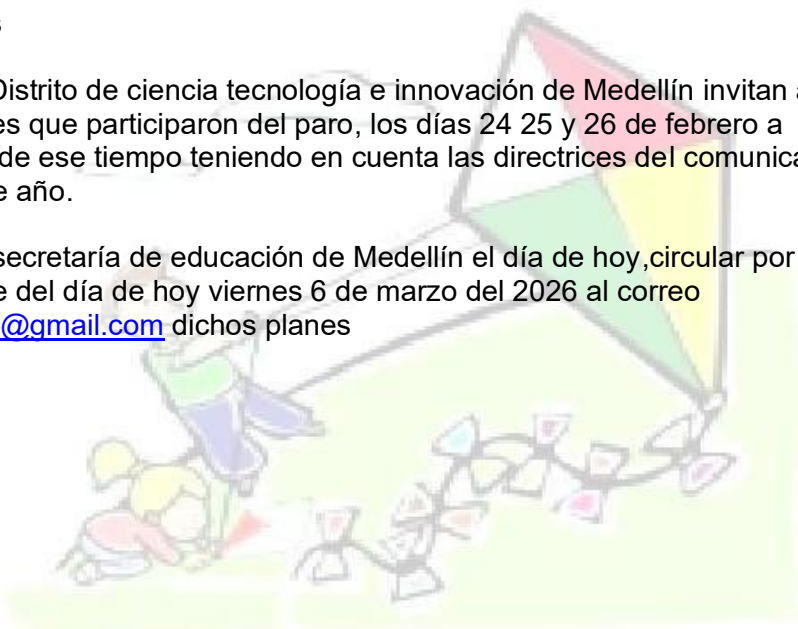 s
Distrito de ciencia tecnología e innovación de Medellín invitan a
es que participaron del paro, los días 24 25 y 26 de febrero a
de ese tiempo teniendo en cuenta las directrices del comunica
e año.
secretaría de educación de Medellín el día de hoy,circular por
e del día de hoy viernes 6 de marzo del 2026 al correo
@gmail.com dichos planes